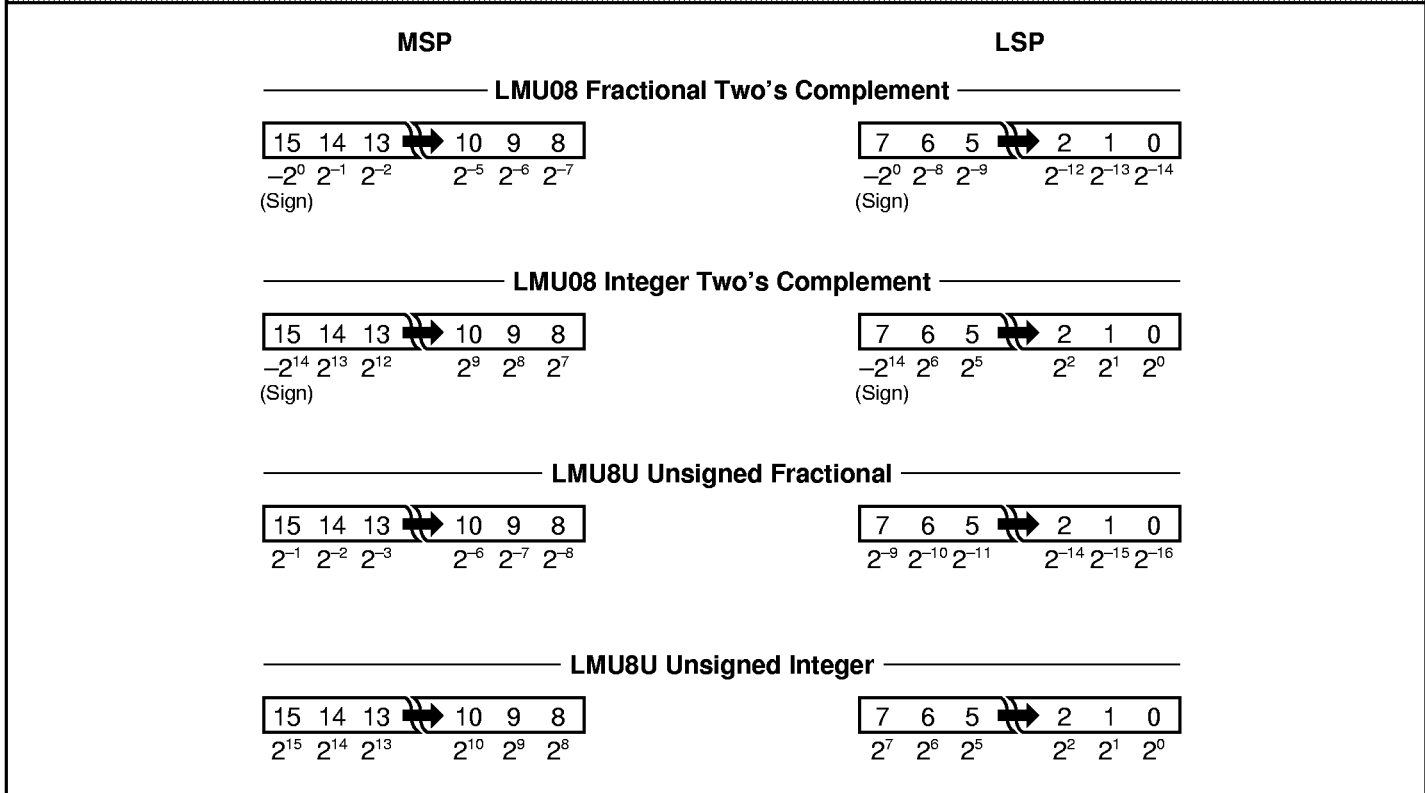 MSP LSP
LMU08 Fractional Two's Complement
15 14 13 10 9 8 7 6 5 2 1 0
–2⁰ 2⁻¹ 2⁻² 2⁻⁵ 2⁻⁶ 2⁻⁷ –2⁰ 2⁻⁸ 2⁻⁹ 2⁻¹² 2⁻¹³ 2⁻¹⁴
(Sign) (Sign)
LMU08 Integer Two's Complement
15 14 13 10 9 8 7 6 5 2 1 0
–2¹⁴ 2¹³ 2¹² 2⁹ 2⁸ 2⁷ –2¹⁴ 2⁶ 2⁵ 2² 2¹ 2⁰
(Sign) (Sign)
LMU8U Unsigned Fractional
15 14 13 10 9 8 7 6 5 2 1 0
2⁻¹ 2⁻² 2⁻³ 2⁻⁶ 2⁻⁷ 2⁻⁸ 2⁻⁹ 2⁻¹⁰ 2⁻¹¹ 2⁻¹⁴ 2⁻¹⁵ 2⁻¹⁶
LMU8U Unsigned Integer
15 14 13 10 9 8 7 6 5 2 1 0
2¹⁵ 2¹⁴ 2¹³ 2¹⁰ 2⁹ 2⁸ 2⁷ 2⁶ 2⁵ 2² 2¹ 2⁰